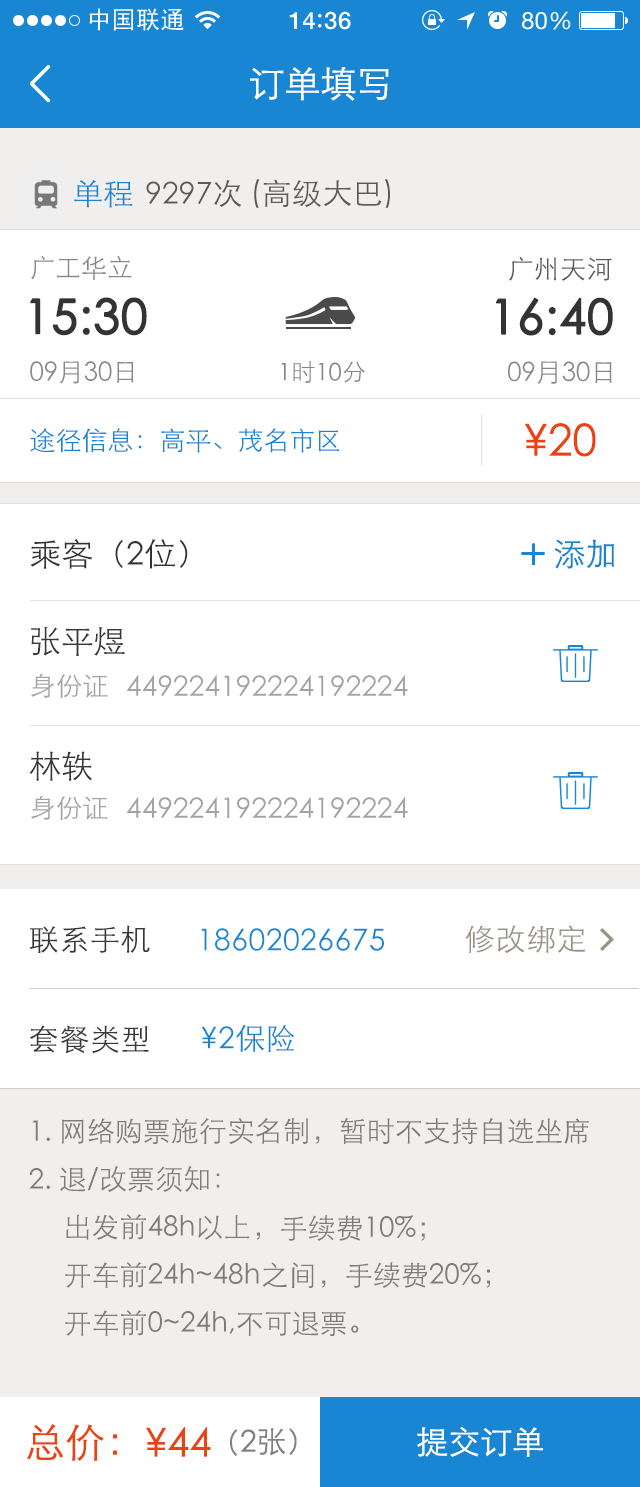 中国联通 14:36 80%
订单填写
单程 9297次 (高级大巴)
广工华立 广州天河
15:30 16:40
09月30日 1时10分 09月30日
途径信息：高平、茂名市区 ¥20
乘客（2位） + 添加
张平煜
身份证 449224192224192224
林轶
身份证 449224192224192224
联系手机 18602026675 修改绑定
套餐类型 ¥2保险
1. 网络购票施行实名制，暂时不支持自选坐席
2. 退/改票须知：
出发前48h以上，手续费10%；
开车前24h~48h之间，手续费20%；
开车前0~24h,不可退票。
总价：¥44（2张） 提交订单